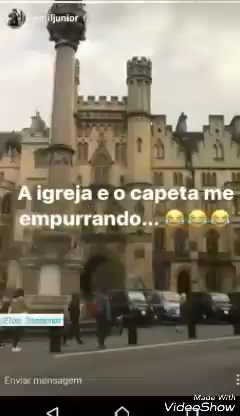 emiljunior
A igreja e o capeta me
empurrando... 😂😂😂
Enviar mensagem
Made With
VideoShow